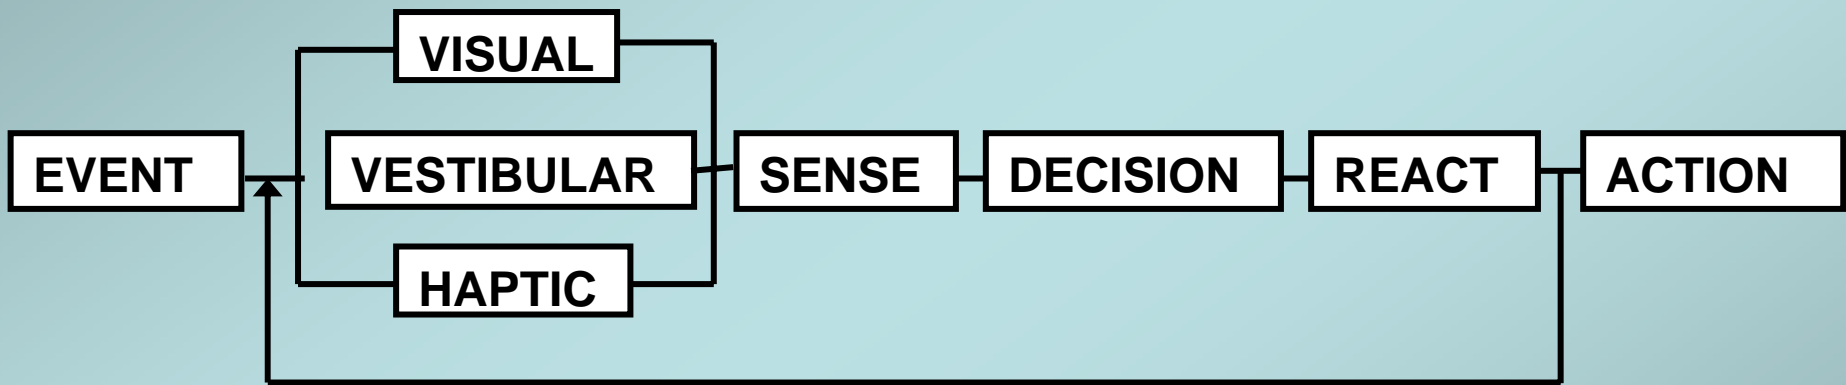 VISUAL
EVENT
VESTIBULAR
SENSE
DECISION
REACT
ACTION
HAPTIC